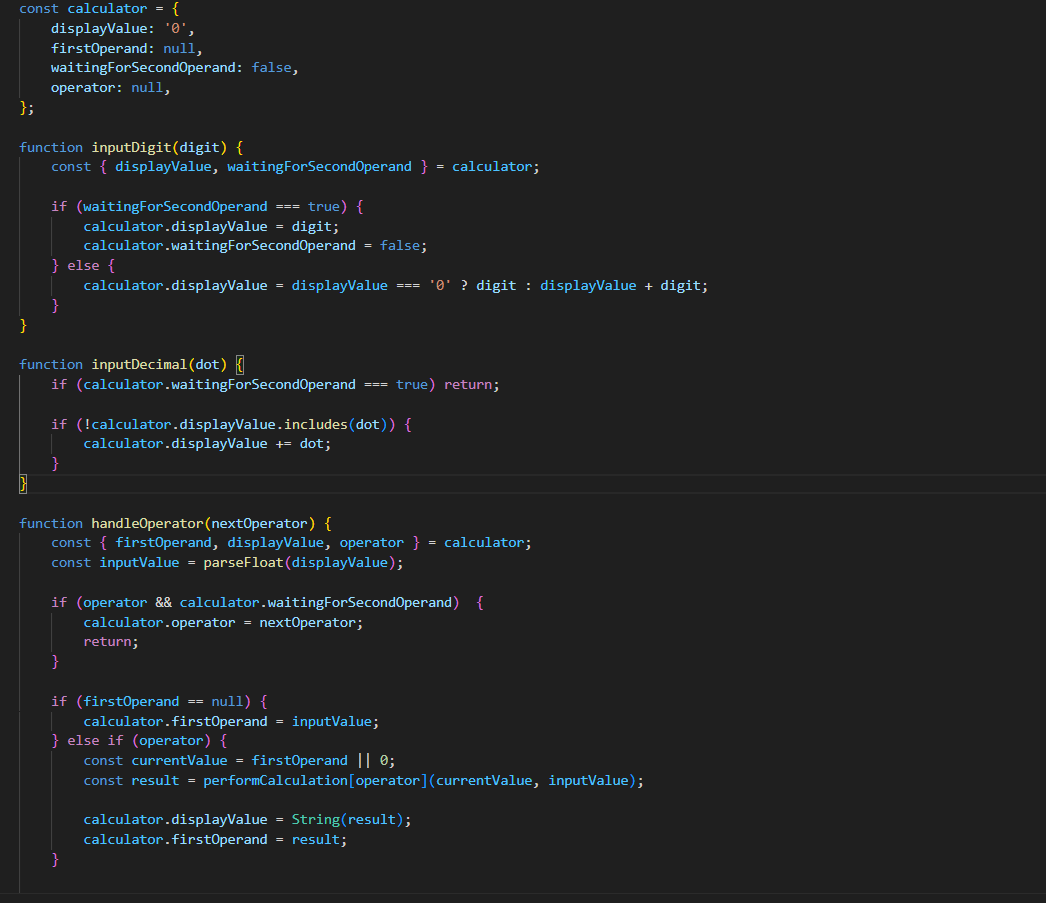 const calculator = {
    displayValue: '0',
    firstOperand: null,
    waitingForSecondOperand: false,
    operator: null,
};
function inputDigit(digit) {
    const { displayValue, waitingForSecondOperand } = calculator;
    if (waitingForSecondOperand === true) {
        calculator.displayValue = digit;
        calculator.waitingForSecondOperand = false;
    } else {
        calculator.displayValue = displayValue === '0' ? digit : displayValue + digit;
    }
}
function inputDecimal(dot) {
    if (calculator.waitingForSecondOperand === true) return;
    if (!calculator.displayValue.includes(dot)) {
        calculator.displayValue += dot;
    }
}
function handleOperator(nextOperator) {
    const { firstOperand, displayValue, operator } = calculator;
    const inputValue = parseFloat(displayValue);
    if (operator && calculator.waitingForSecondOperand)  {
        calculator.operator = nextOperator;
        return;
    }
    if (firstOperand == null) {
        calculator.firstOperand = inputValue;
    } else if (operator) {
        const currentValue = firstOperand || 0;
        const result = performCalculation[operator](currentValue, inputValue);
        calculator.displayValue = String(result);
        calculator.firstOperand = result;
    }